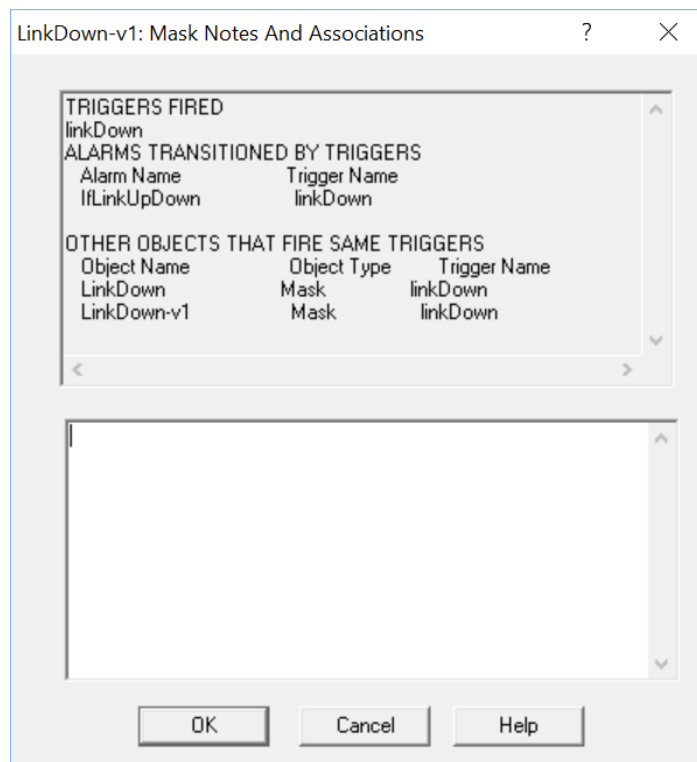 LinkDown-v1: Mask Notes And Associations ?
TRIGGERS FIRED
linkDown
ALARMS TRANSITIONED BY TRIGGERS
Alarm Name Trigger Name
IfLinkUpDown linkDown
OTHER OBJECTS THAT FIRE SAME TRIGGERS
Object Name Object Type Trigger Name
LinkDown Mask linkDown
LinkDown-v1 Mask linkDown
OK Cancel Help